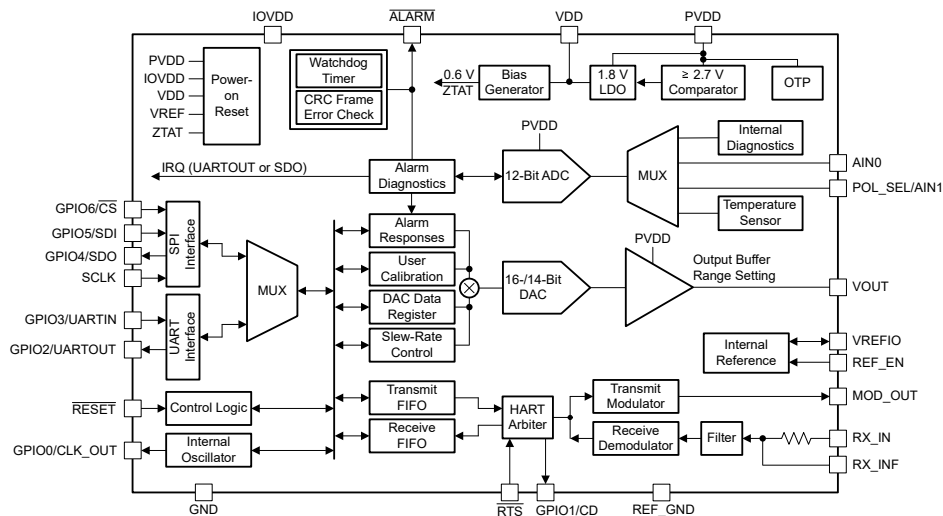 IOVDD
ALARM
VDD
PVDD
PVDD
IOVDD
VDD
VREF
ZTAT
Power-
on
Reset
Watchdog
Timer
CRC Frame
Error Check
0.6 V
ZTAT
Bias
Generator
1.8 V
LDO
≥ 2.7 V
Comparator
OTP
PVDD
IRQ (UARTOUT or SDO)
Alarm
Diagnostics
12-Bit ADC
MUX
Internal
Diagnostics
Temperature
Sensor
AIN0
POL_SEL/AIN1
GPIO6/CS
GPIO5/SDI
GPIO4/SDO
SCLK
SPI
Interface
GPIO3/UARTIN
GPIO2/UARTOUT
UART
Interface
MUX
Alarm
Responses
User
Calibration
DAC Data
Register
Slew-Rate
Control
16-/14-Bit
DAC
PVDD
Output Buffer
Range Setting
VOUT
Internal
Reference
VREFIO
REF_EN
RESET
Control Logic
GPIO0/CLK_OUT
Internal
Oscillator
Transmit
FIFO
Receive
FIFO
HART
Arbiter
Transmit
Modulator
Receive
Demodulator
Filter
MOD_OUT
RX_IN
RX_INF
GND
RTS
GPIO1/CD
REF_GND